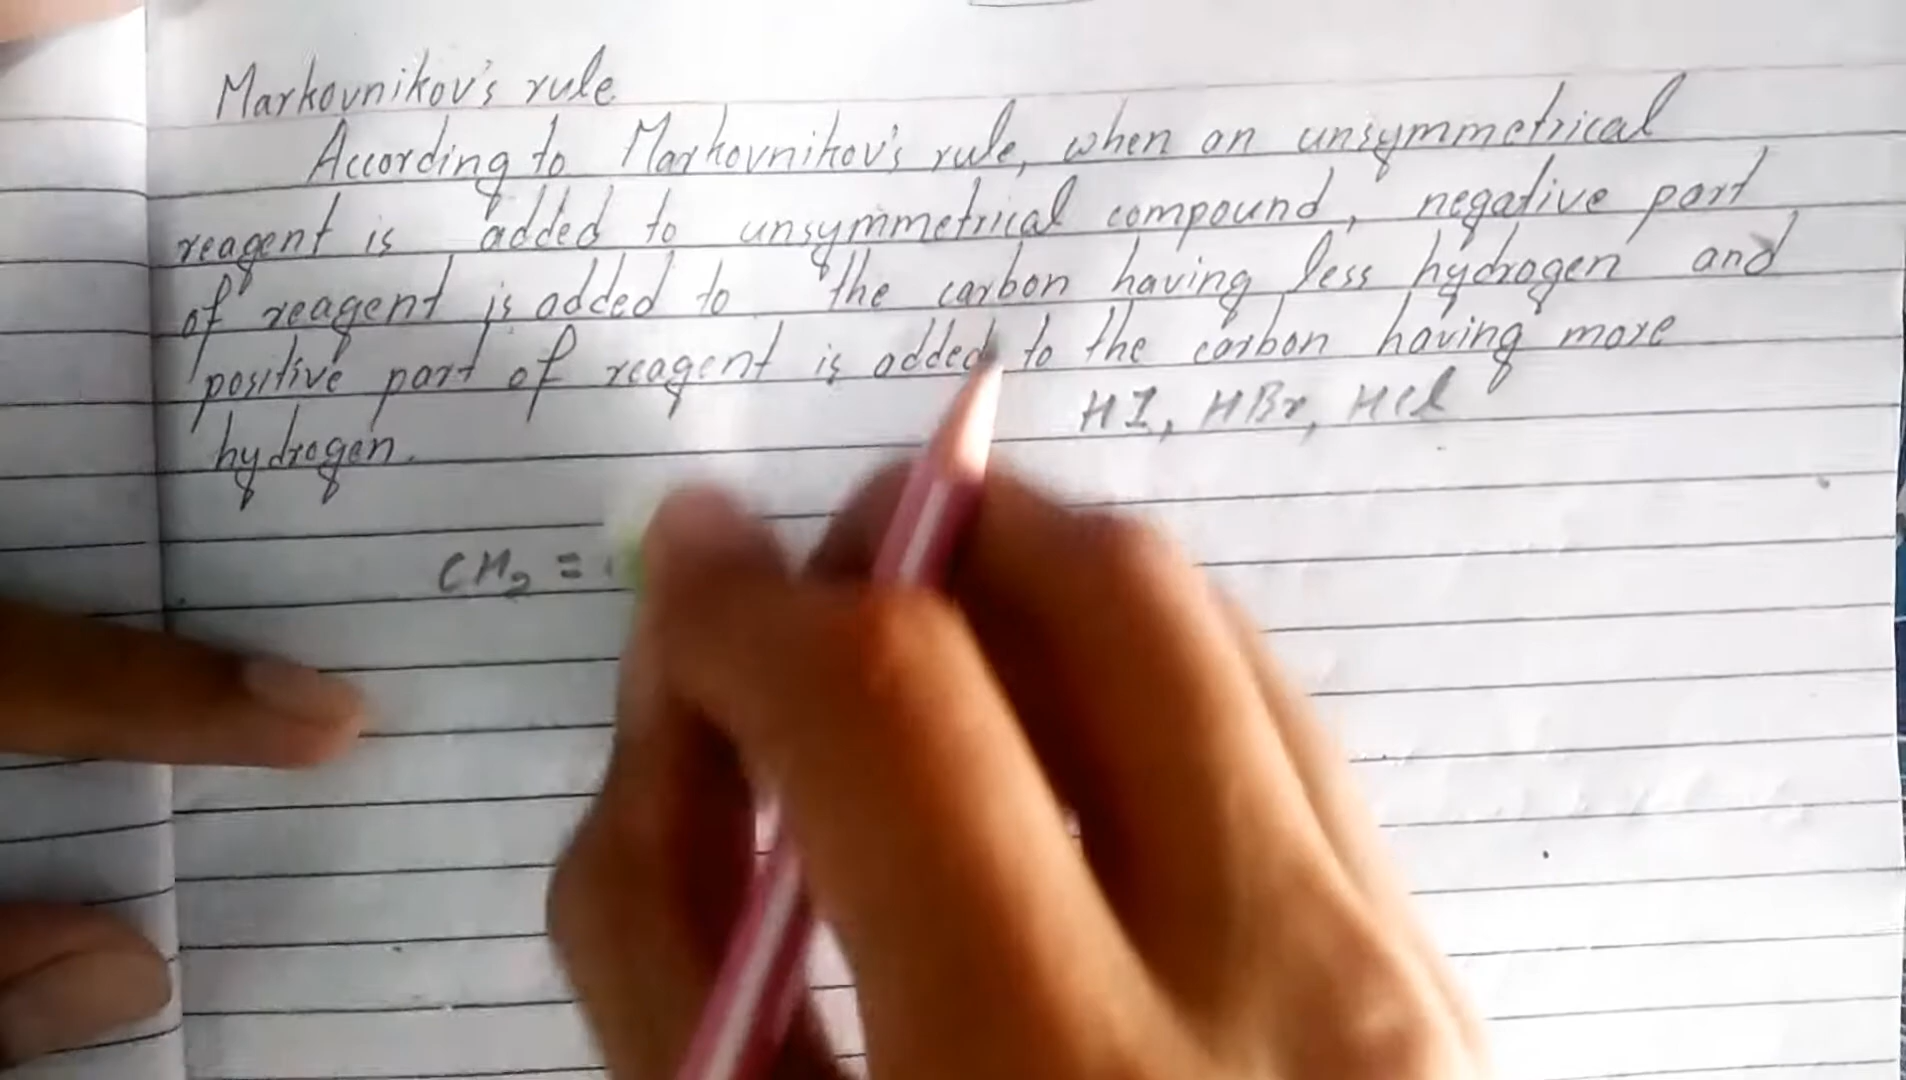 Markovnikov's rule
According to Markovnikov's rule, when an unsymmetrical
reagent is added to unsymmetrical compound, negative part
of reagent is added to the carbon having less hydrogen and
positive part of reagent is added to the carbon having more
HI, HBr, HCl
hydrogen.
CH₂ =